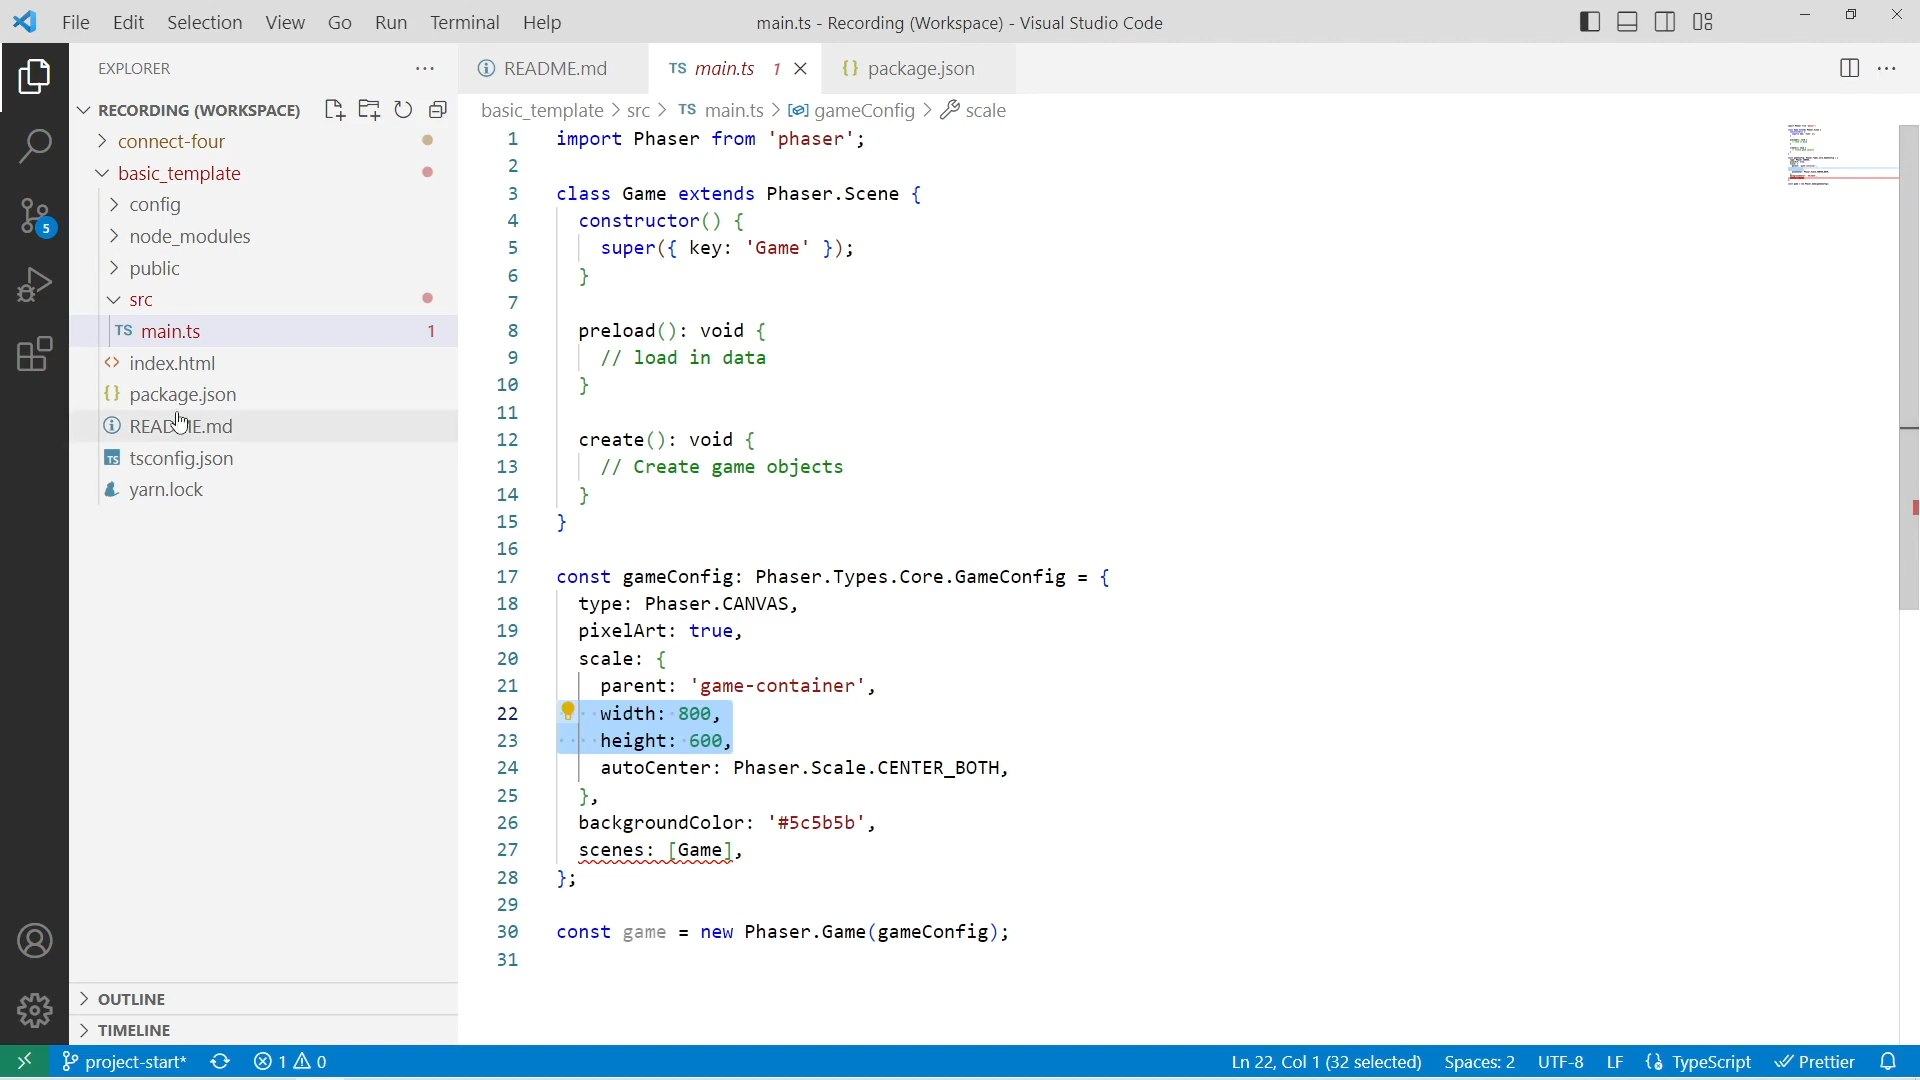 File Edit Selection View Go Run Terminal Help
main.ts - Recording (Workspace) - Visual Studio Code
EXPLORER
RECORDING (WORKSPACE)
connect-four
basic_template
config
node_modules
public
src
TS main.ts 1
<> index.html
{} package.json
README.md
TS tsconfig.json
yarn.lock
OUTLINE
TIMELINE
5
README.md
TS main.ts 1
{} package.json
basic_template > src > TS main.ts > gameConfig > scale
1 import Phaser from 'phaser';
2
3 class Game extends Phaser.Scene {
4 constructor() {
5 super({ key: 'Game' });
6 }
7
8 preload(): void {
9 // load in data
10 }
11
12 create(): void {
13 // Create game objects
14 }
15 }
16
17 const gameConfig: Phaser.Types.Core.GameConfig = {
18 type: Phaser.CANVAS,
19 pixelArt: true,
20 scale: {
21 parent: 'game-container',
22 width: 800,
23 height: 600,
24 autoCenter: Phaser.Scale.CENTER_BOTH,
25 },
26 backgroundColor: '#5c5b5b',
27 scenes: [Game],
28 };
29
30 const game = new Phaser.Game(gameConfig);
31
project-start* 1 0 Ln 22, Col 1 (32 selected) Spaces: 2 UTF-8 LF {} TypeScript Prettier